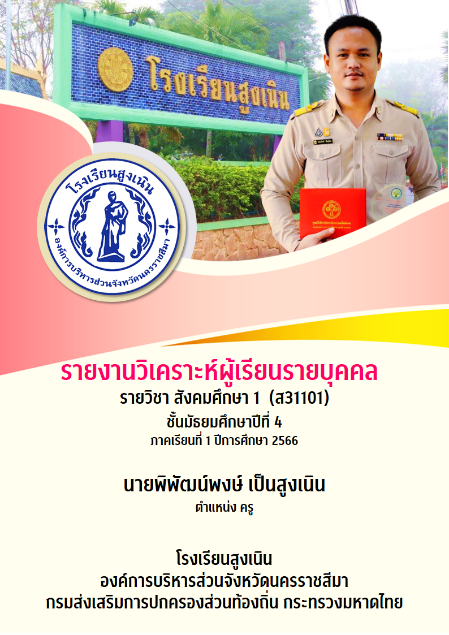 โรงเรียนสูงเนิน
โรงเรียนสูงเนิน
องค์การบริหารส่วนจังหวัดนครราชสีมา
รายงานวิเคราะห์ผู้เรียนรายบุคคล
รายวิชา สังคมศึกษา 1 (ส31101)
ชั้นมัธยมศึกษาปีที่ 4
ภาคเรียนที่ 1 ปีการศึกษา 2566
นายพิพัฒน์พงษ์ เป็นสูงเนิน
ตำแหน่ง ครู
โรงเรียนสูงเนิน
องค์การบริหารส่วนจังหวัดนครราชสีมา
กรมส่งเสริมการปกครองส่วนท้องถิ่น กระทรวงมหาดไทย